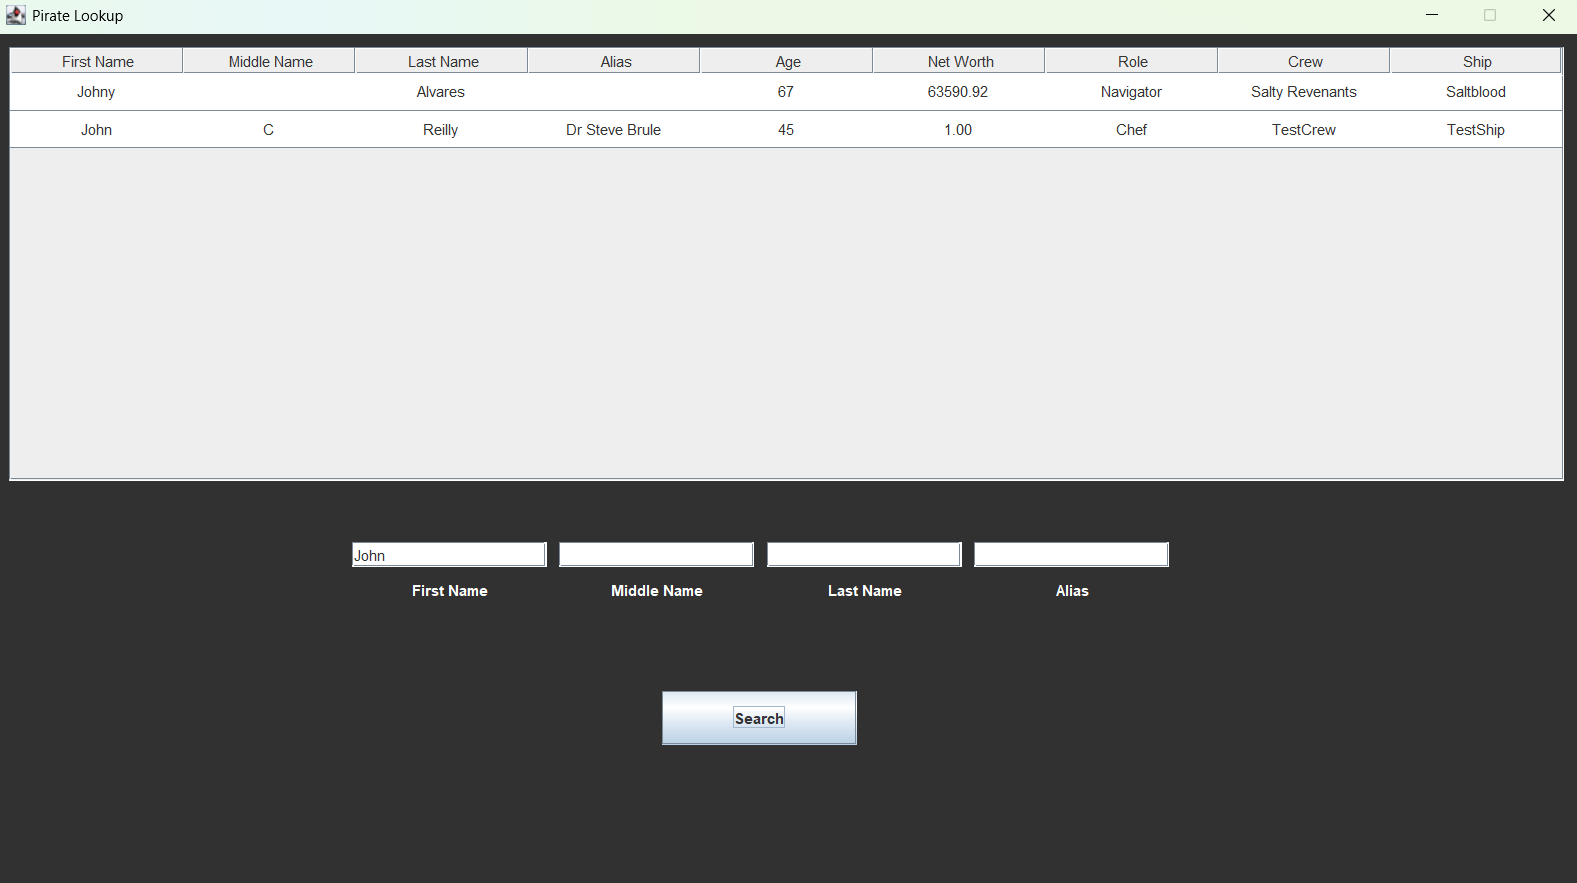 Pirate Lookup
First Name Middle Name Last Name Alias Age Net Worth Role Crew Ship
Johny Alvares 67 63590.92 Navigator Salty Revenants Saltblood
John C Reilly Dr Steve Brule 45 1.00 Chef TestCrew TestShip
John
First Name Middle Name Last Name Alias
Search